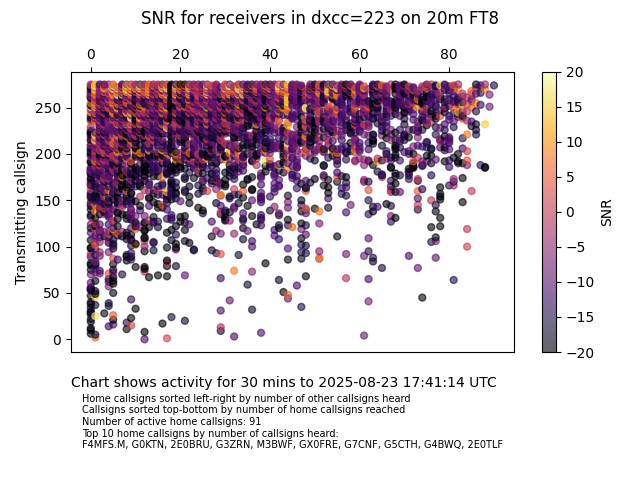 SNR for receivers in dxcc=223 on 20m FT8
0 20 40 60 80
250
200
150
100
50
0
Transmitting callsign
20
15
10
5
0
−5
−10
−15
−20
SNR
Chart shows activity for 30 mins to 2025-08-23 17:41:14 UTC
Home callsigns sorted left-right by number of other callsigns heard
Callsigns sorted top-bottom by number of home callsigns reached
Number of active home callsigns: 91
Top 10 home callsigns by number of callsigns heard:
F4MFS.M, G0KTN, 2E0BRU, G3ZRN, M3BWF, GX0FRE, G7CNF, G5CTH, G4BWQ, 2E0TLF